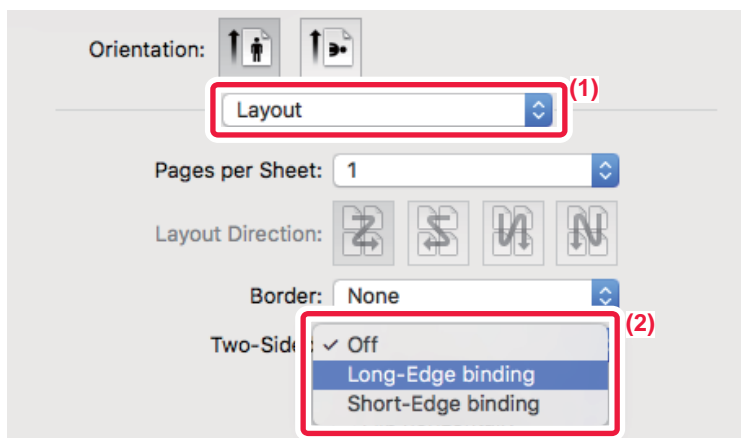 Orientation:
(1)
Layout
Pages per Sheet: 1
Layout Direction:
Border: None
(2)
Two-Side : ✓ Off
Long-Edge binding
Short-Edge binding